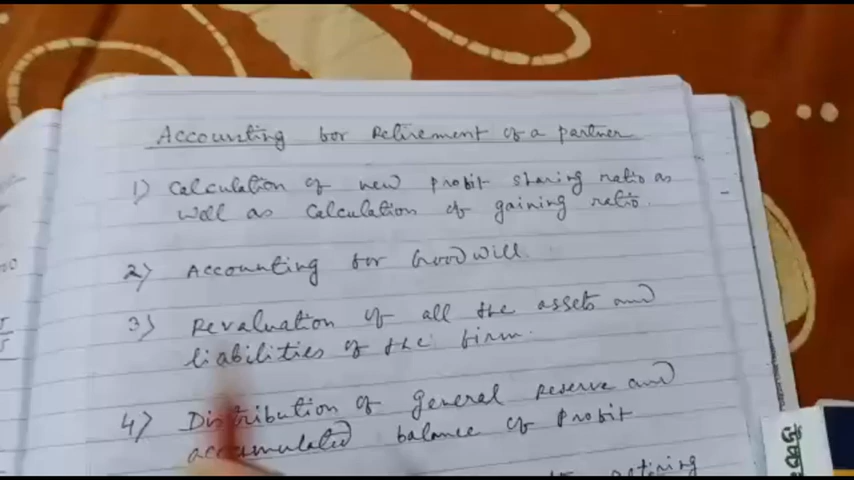 Accounting for Retirement of a partner
1) Calculation of new profit sharing ratio as
well as calculation of gaining ratio.
2) Accounting for Goodwill.
3) Revaluation of all the assets and
liabilities of the firm.
4) Distribution of general Reserve and
accumulated balance of Profit
retiring